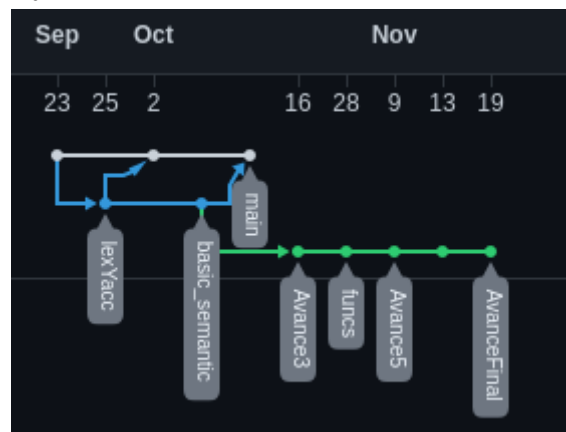 Sep Oct Nov
23 25 2 16 28 9 13 19
main
lexYacc
basic_semantic
Avance3
funcs
Avance5
AvanceFinal